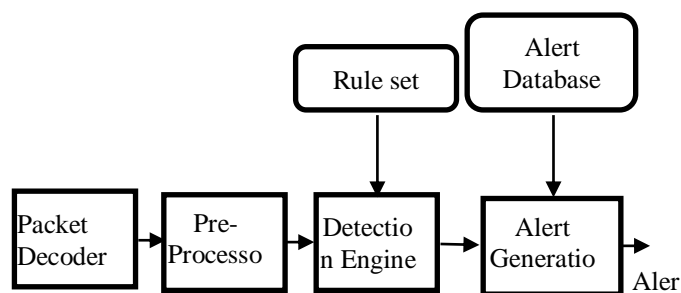 Rule set
Alert
Database
Packet
Decoder
Pre-
Processo
Detectio
n Engine
Alert
Generatio
Aler